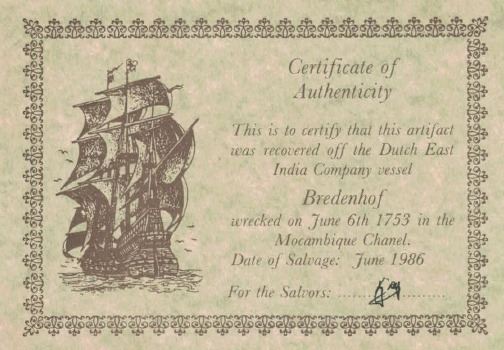 Certificate of
Authenticity
This is to certify that this artifact
was recovered off the Dutch East
India Company vessel
Bredenhof
wrecked on June 6th 1753 in the
Mocambique Chanel.
Date of Salvage: June 1986
For the Salvors: ....................